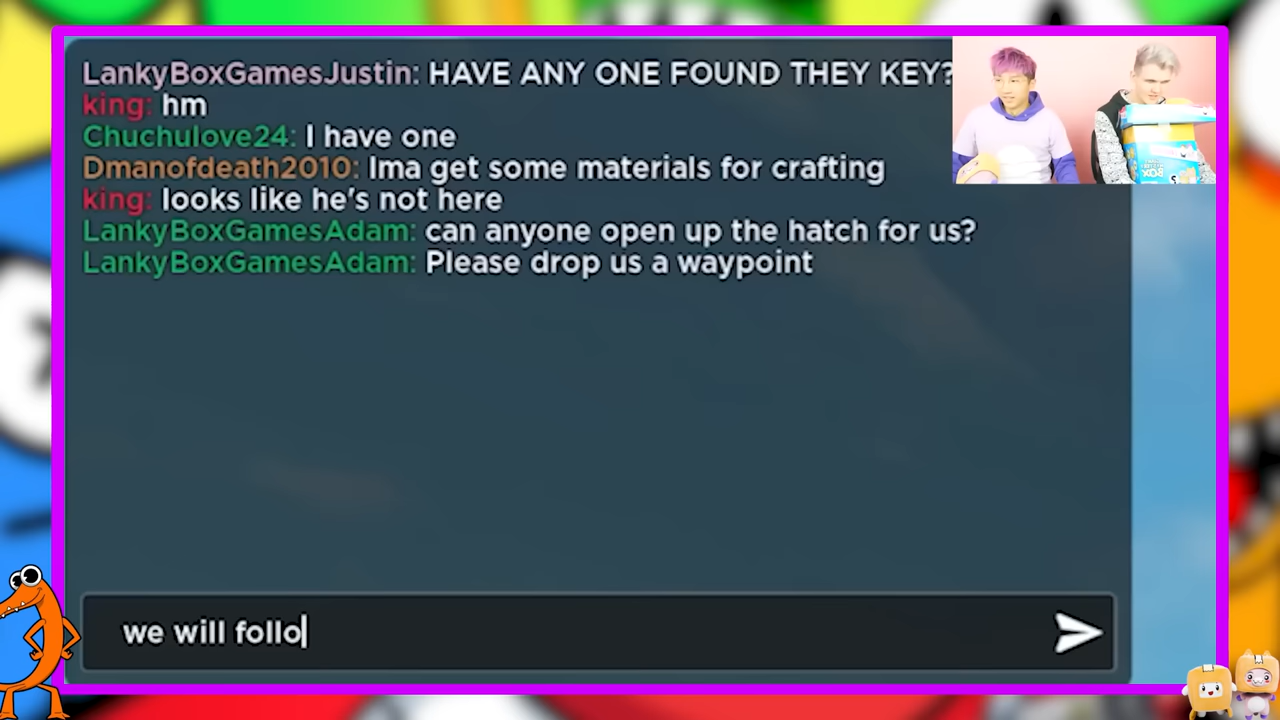 LankyBoxGamesJustin: HAVE ANY ONE FOUND THEY KEY?
king: hm
Chuchulove24: I have one
Dmanofdeath2010: Ima get some materials for crafting
king: looks like he's not here
LankyBoxGamesAdam: can anyone open up the hatch for us?
LankyBoxGamesAdam: Please drop us a waypoint
we will follo